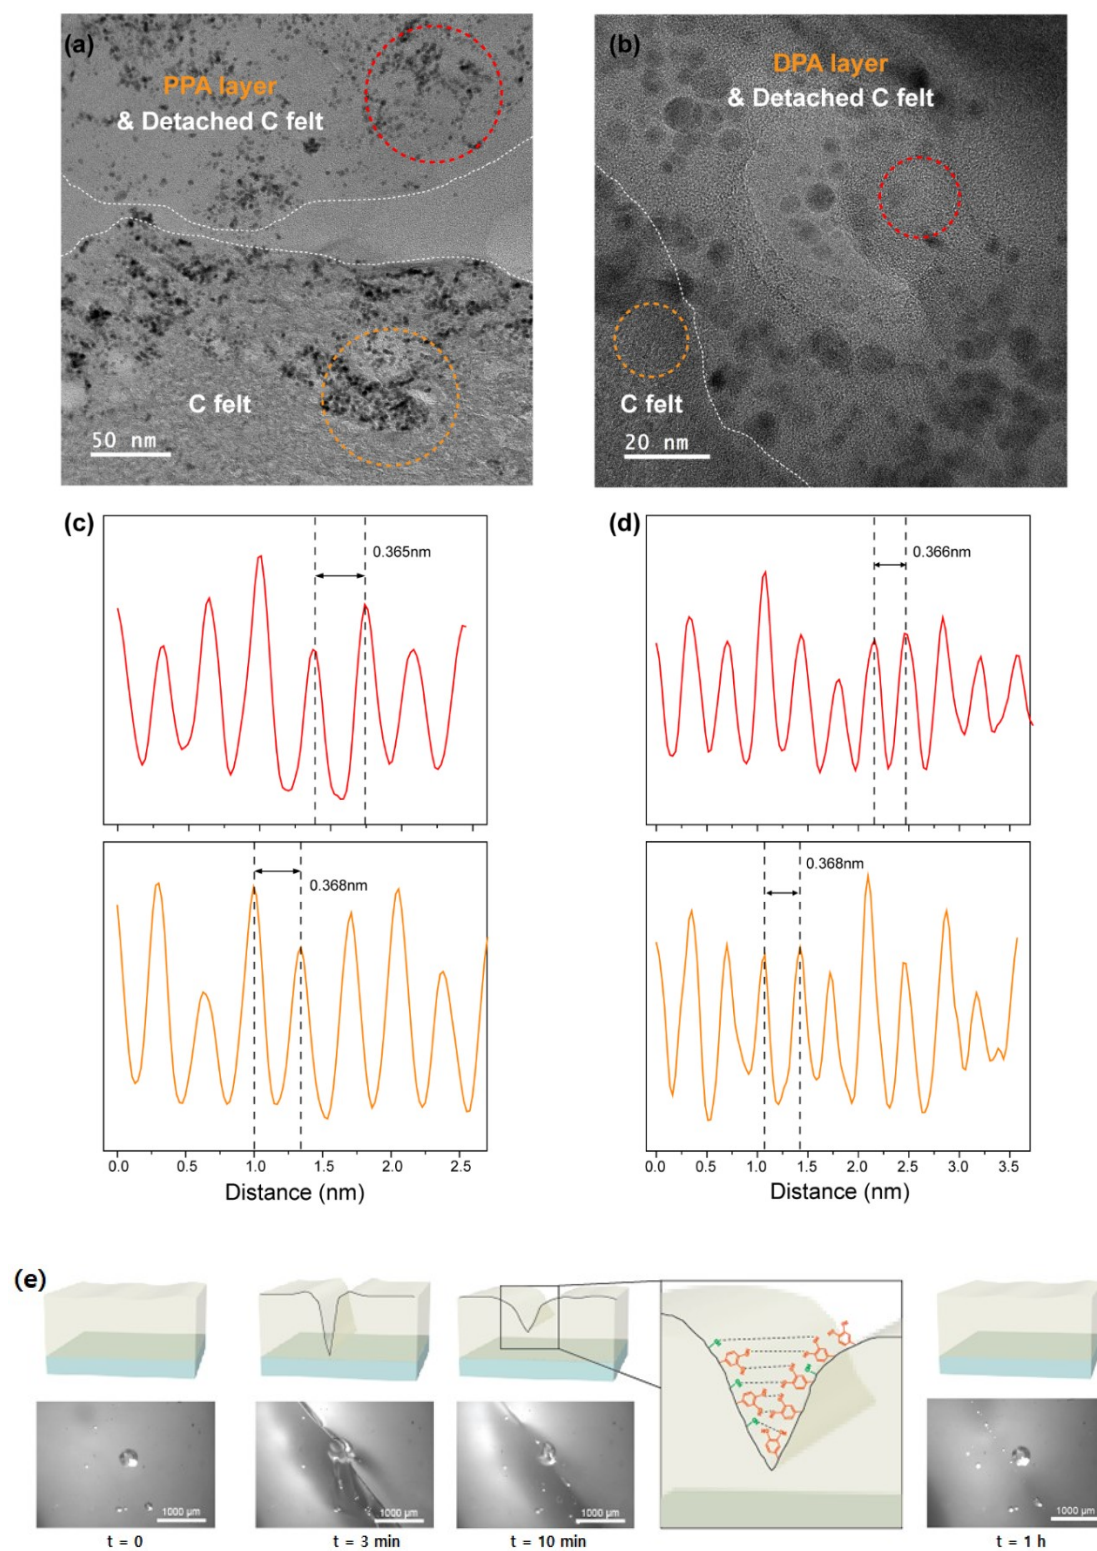 (a)
PPA layer
& Detached C felt
C felt
50 nm
(b)
DPA layer
& Detached C felt
C felt
20 nm
(c)
0.365nm
0.368nm
0.0 0.5 1.0 1.5 2.0 2.5
Distance (nm)
(d)
0.366nm
0.368nm
0.0 0.5 1.0 1.5 2.0 2.5 3.0 3.5
Distance (nm)
(e)
1000 µm
1000 µm
1000 µm
1000 µm
t = 0
t = 3 min
t = 10 min
t = 1 h